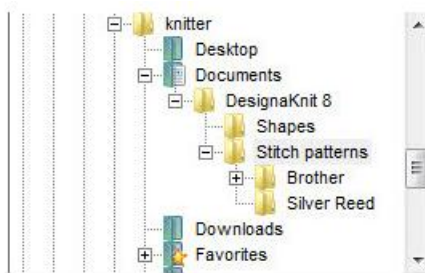 knitter
Desktop
Documents
DesignaKnit 8
Shapes
Stitch patterns
Brother
Silver Reed
Downloads
Favorites